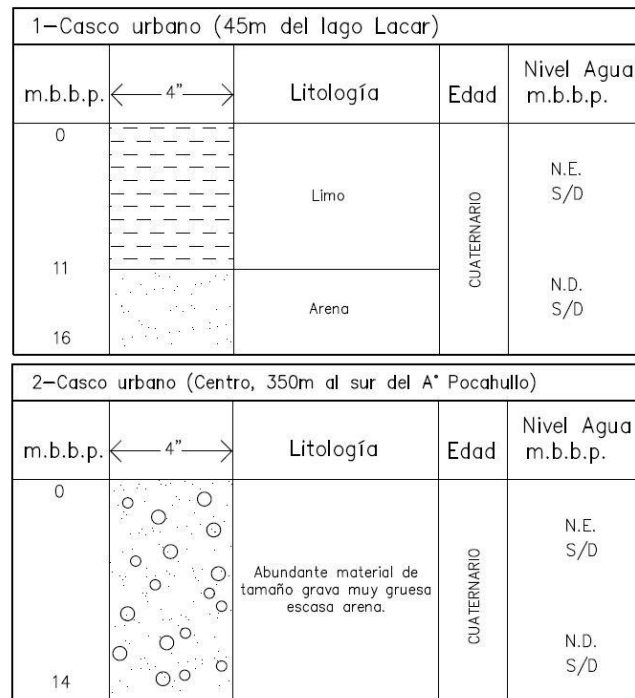 1–Casco urbano (45m del lago Lacar)
m.b.b.p.
4"
Litología
Edad
Nivel Agua
m.b.b.p.
0
Limo
11
Arena
16
CUATERNARIO
N.E.
S/D
N.D.
S/D
2–Casco urbano (Centro, 350m al sur del A° Pocahullo)
m.b.b.p.
4"
Litología
Edad
Nivel Agua
m.b.b.p.
0
Abundante material de
tamaño grava muy gruesa
escasa arena.
14
CUATERNARIO
N.E.
S/D
N.D.
S/D